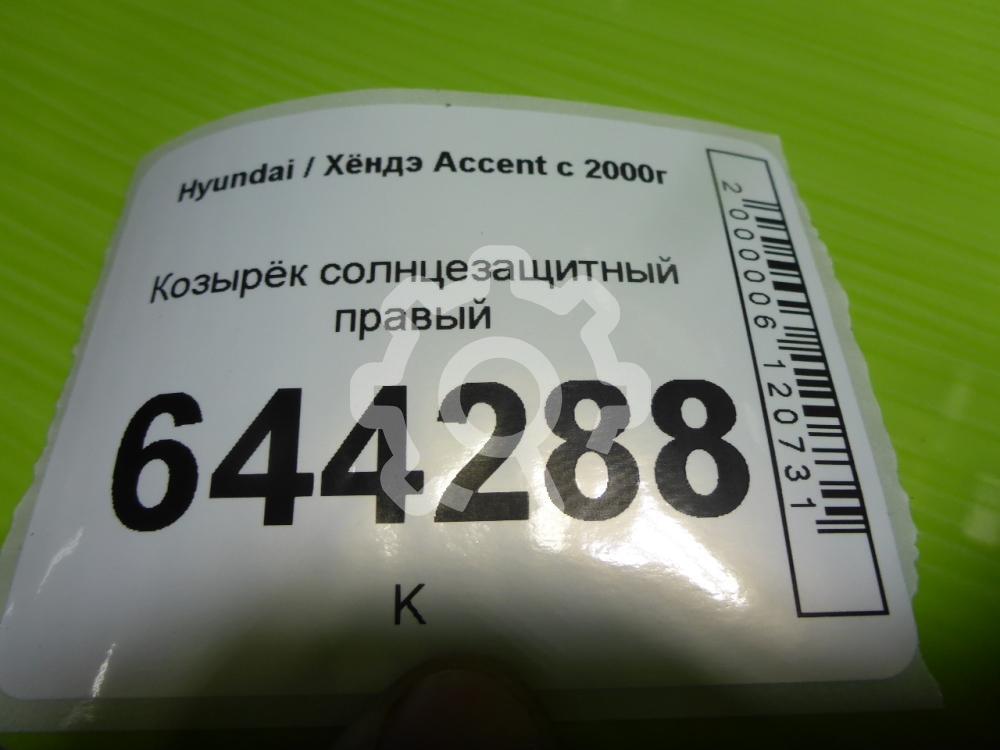 Hyundai / Хёндэ Accent с 2000г
Козырёк солнцезащитный
правый
644288
К
2000006120731